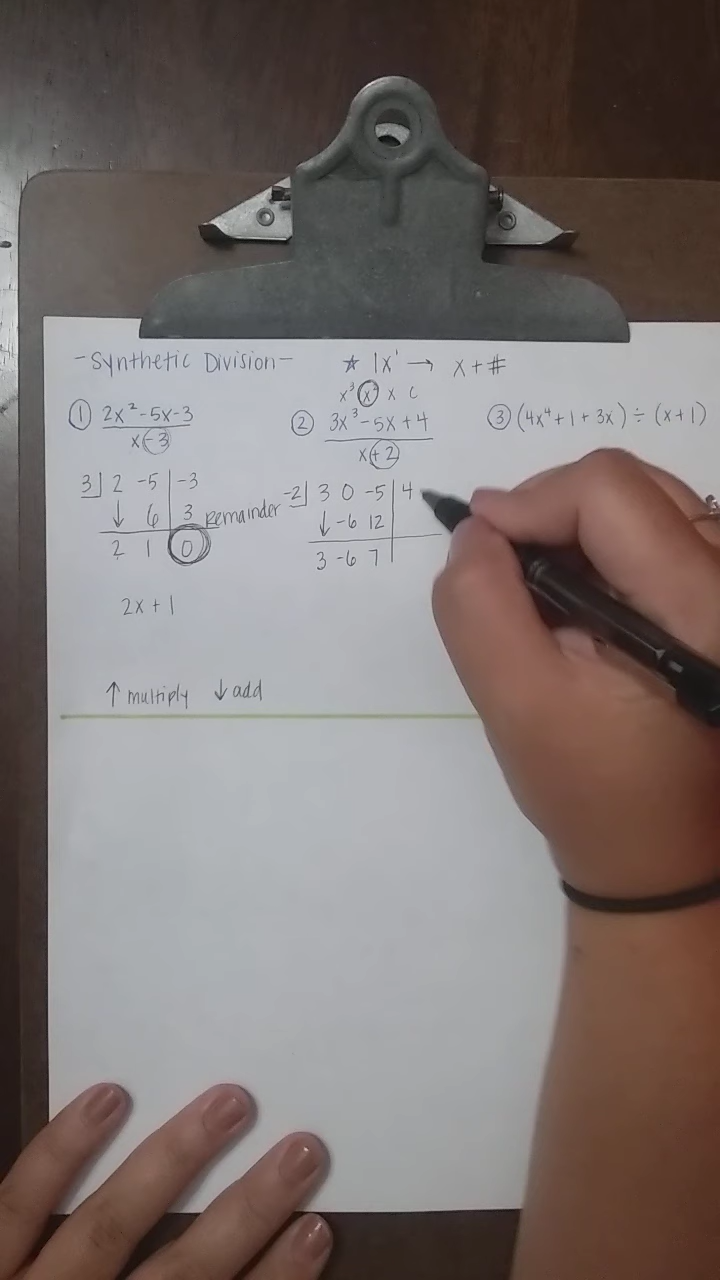 -Synthetic Division-
★ 1x¹ → x + #
① 2x² -5x -3
x -3
3 2 -5 -3
↓ 6 3 Remainder
2 1 0
2x + 1
↑ multiply ↓ add
x³ x² x c
② 3x³ -5x + 4
x + 2
-2 3 0 -5 4
↓ -6 12
3 -6 7
③ (4x⁴ + 1 + 3x) ÷ (x + 1)